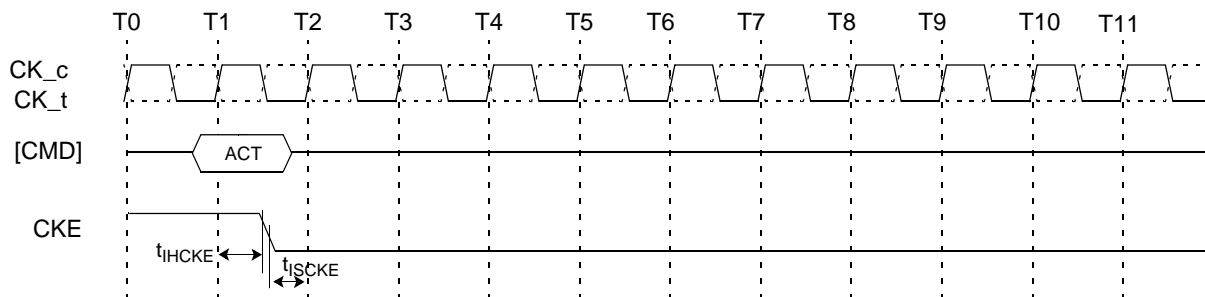 T0 T1 T2 T3 T4 T5 T6 T7 T8 T9 T10 T11
CK_c
CK_t
[CMD] ACT
CKE
tIHCKE
tISCKE